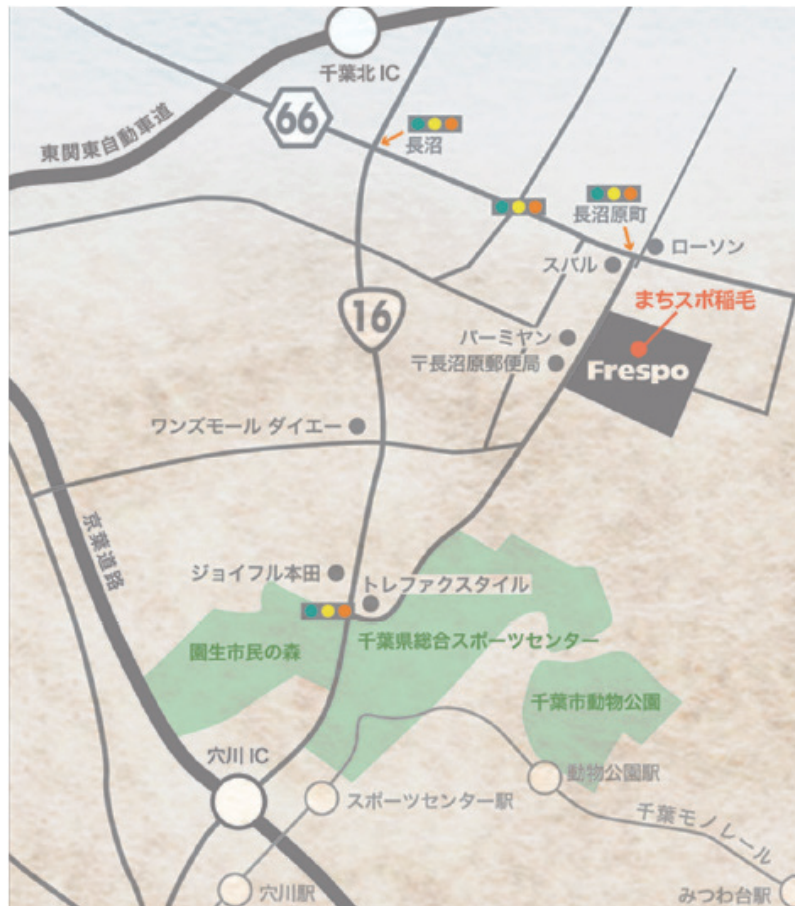 千葉北 IC
66
東関東自動車道
長沼
長沼原町
ローソン
スバル
まちスポ稲毛
16
バーミヤン
〒長沼原郵便局
Frespo
ワンズモール ダイエー
京葉道路
ジョイフル本田
トレファクスタイル
園生市民の森
千葉県総合スポーツセンター
千葉市動物公園
穴川 IC
動物公園駅
スポーツセンター駅
千葉モノレール
穴川駅
みつわ台駅